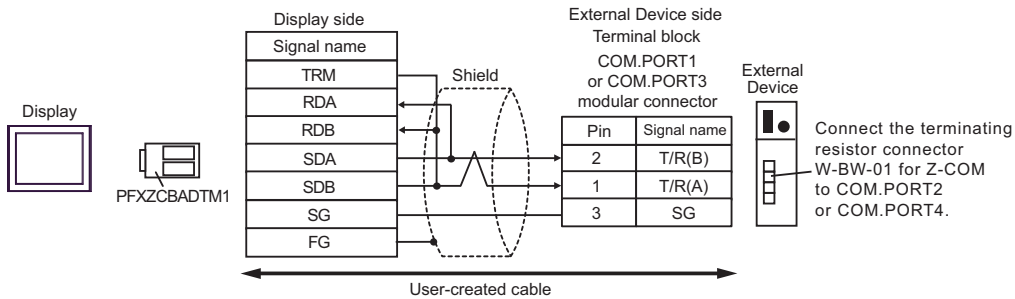 Display
PFXZCBADTM1
Display side
Signal name
TRM
RDA
RDB
SDA
SDB
SG
FG
Shield
External Device side
Terminal block
COM.PORT1
or COM.PORT3
modular connector
Pin Signal name
2 T/R(B)
1 T/R(A)
3 SG
External
Device
Connect the terminating
resistor connector
W-BW-01 for Z-COM
to COM.PORT2
or COM.PORT4.
User-created cable